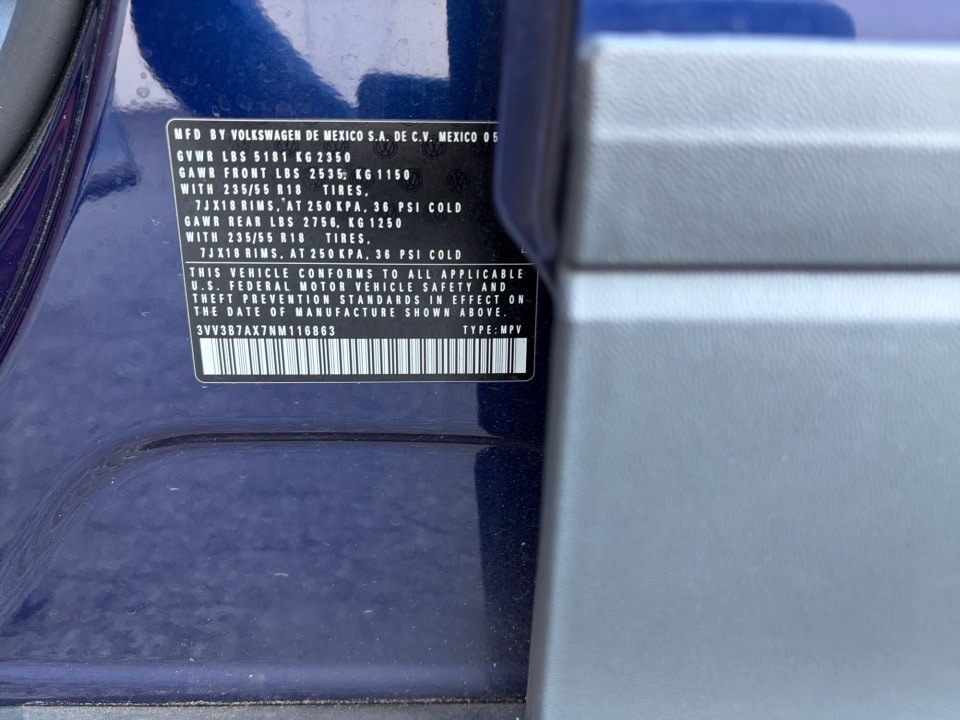 MFD BY VOLKSWAGEN DE MEXICO S.A. DE C.V. MEXICO 05
GVWR LBS 5181 KG 2350
GAWR FRONT LBS 2535, KG 1150
WITH 235/55 R18 TIRES,
7JX18 RIMS, AT 250 KPA, 36 PSI COLD
GAWR REAR LBS 2756, KG 1250
WITH 235/55 R18 TIRES,
7JX18 RIMS, AT 250 KPA, 36 PSI COLD
THIS VEHICLE CONFORMS TO ALL APPLICABLE
U.S. FEDERAL MOTOR VEHICLE SAFETY AND
THEFT PREVENTION STANDARDS IN EFFECT ON
THE DATE OF MANUFACTURE SHOWN ABOVE.
3VV3B7AX7NM116863 TYPE: MPV